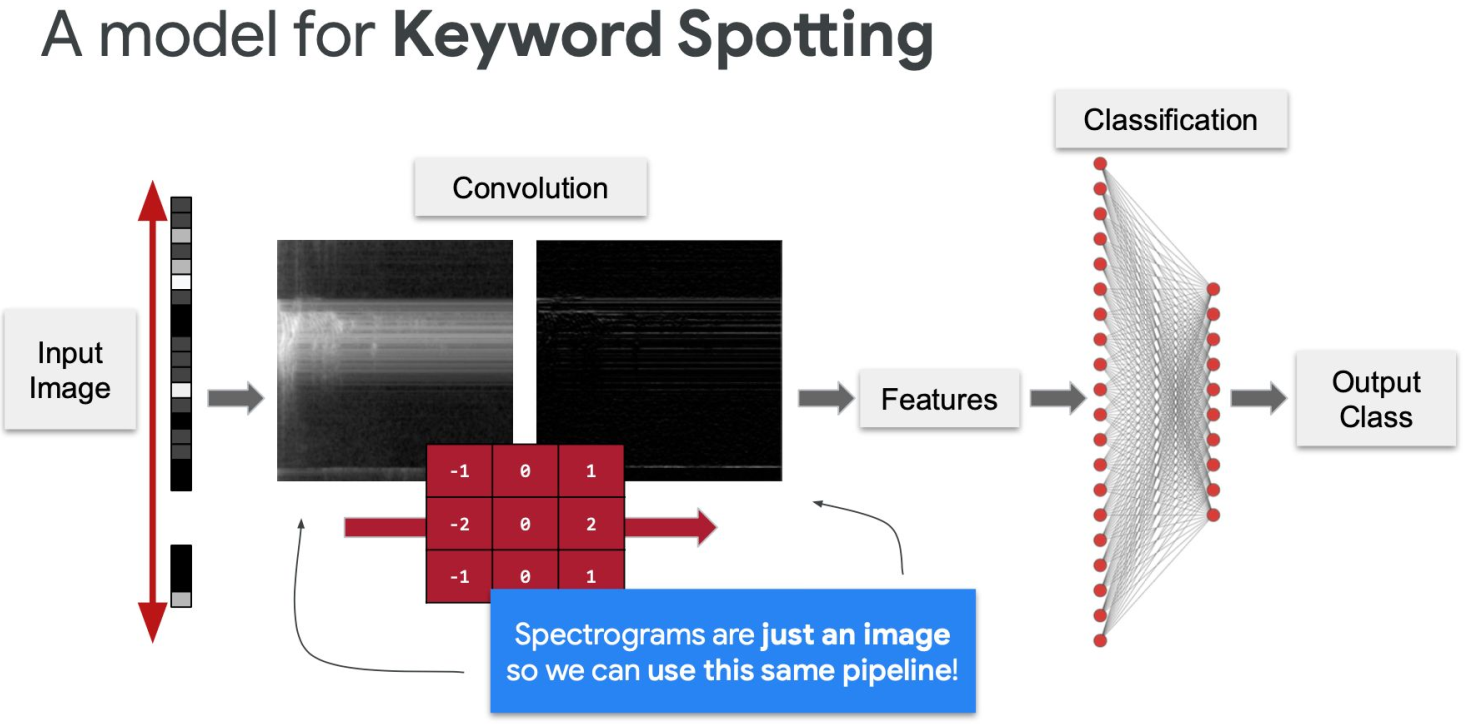 A model for Keyword Spotting
Classification
Convolution
Input
Image
Features
Output
Class
-1 0 1
-2 0 2
-1 0 1
Spectrograms are just an image
so we can use this same pipeline!